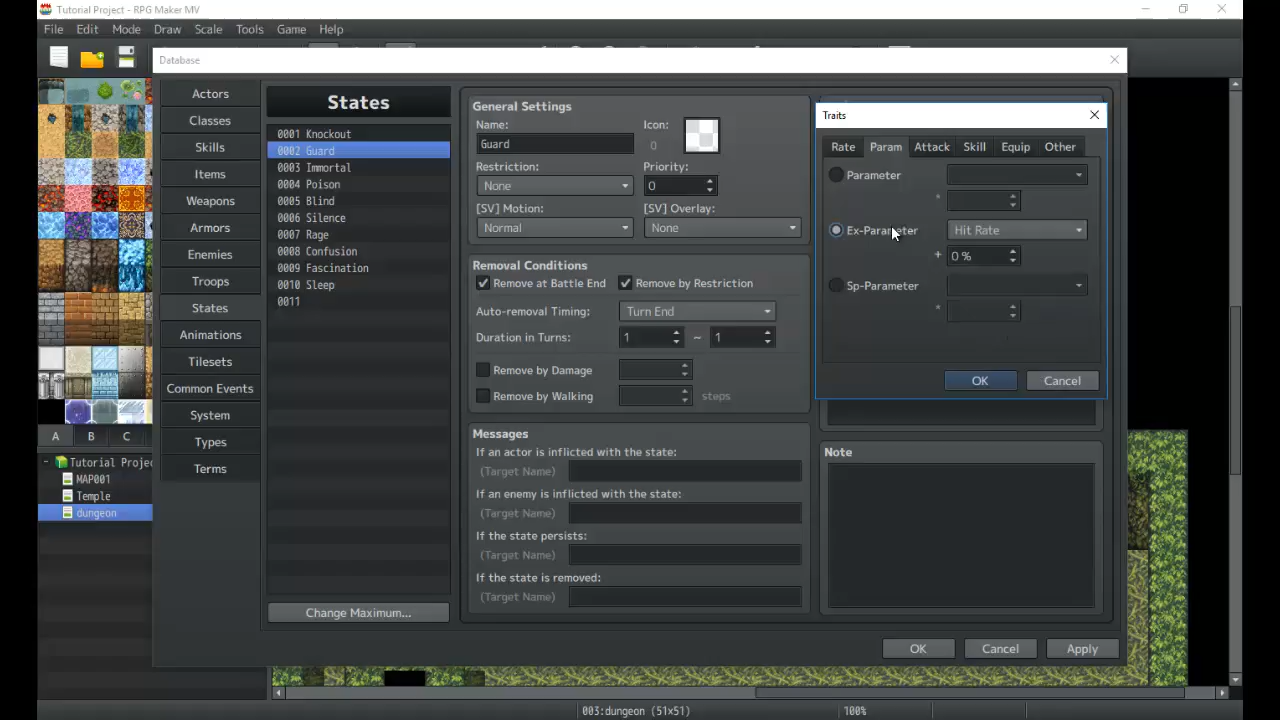 Tutorial Project - RPG Maker MV
File Edit Mode Draw Scale Tools Game Help
Database
Actors
Classes
Skills
Items
Weapons
Armors
Enemies
Troops
States
Animations
Tilesets
Common Events
System
Types
Terms
A B C
Tutorial Projec
MAP001
Temple
dungeon
States
0001 Knockout
0002 Guard
0003 Immortal
0004 Poison
0005 Blind
0006 Silence
0007 Rage
0008 Confusion
0009 Fascination
0010 Sleep
0011
Change Maximum...
General Settings
Name: Icon:
Guard 0
Restriction: Priority:
None 0
[SV] Motion: [SV] Overlay:
Normal None
Removal Conditions
Remove at Battle End Remove by Restriction
Auto-removal Timing: Turn End
Duration in Turns: 1 ~ 1
Remove by Damage
Remove by Walking steps
Messages
If an actor is inflicted with the state:
(Target Name)
If an enemy is inflicted with the state:
(Target Name)
If the state persists:
(Target Name)
If the state is removed:
(Target Name)
Traits
Rate Param Attack Skill Equip Other
Parameter
*
Ex-Parameter Hit Rate
+ 0 %
Sp-Parameter
*
OK Cancel
Note
OK Cancel Apply
003:dungeon (51x51) 100%